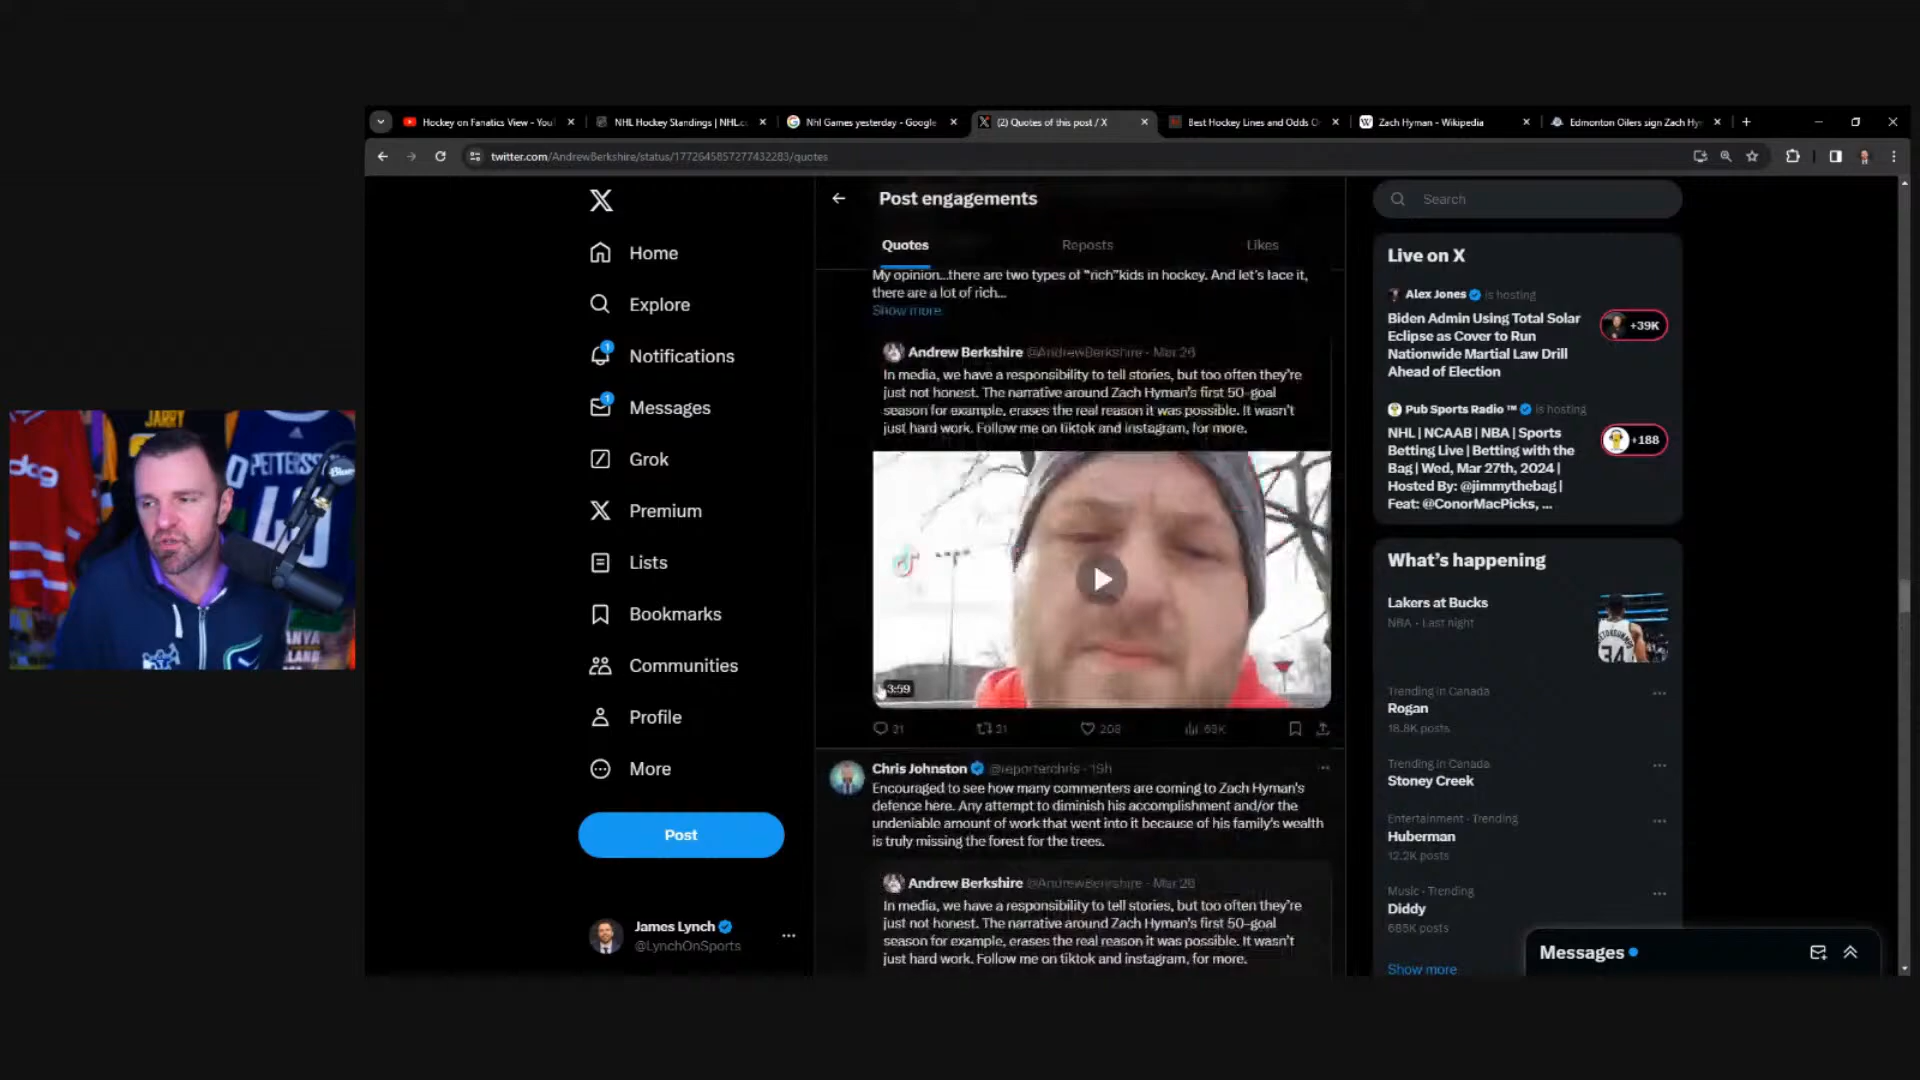 Hockey on Fanatics View - You
NHL Hockey Standings | NHL.c
Nhl Games yesterday - Google
(2) Quotes of this post / X
Best Hockey Lines and Odds O
Zach Hyman - Wikipedia
Edmonton Oilers sign Zach Hy
twitter.com/AndrewBerkshire/status/1772645857277432283/quotes
X
Home
Explore
1
Notifications
1
Messages
Grok
Premium
Lists
Bookmarks
Communities
Profile
More
Post
James Lynch
@LynchOnSports
Post engagements
Quotes
Reposts
Likes
My opinion...there are two types of "rich"kids in hockey. And let's face it,
there are a lot of rich...
Show more
Andrew Berkshire @AndrewBerkshire · Mar 26
In media, we have a responsibility to tell stories, but too often they're
just not honest. The narrative around Zach Hyman's first 50-goal
season for example, erases the real reason it was possible. It wasn't
just hard work. Follow me on tiktok and instagram, for more.
3:59
31
21
208
63K
Chris Johnston @reporterchris · 19h
Encouraged to see how many commenters are coming to Zach Hyman's
defence here. Any attempt to diminish his accomplishment and/or the
undeniable amount of work that went into it because of his family's wealth
is truly missing the forest for the trees.
Andrew Berkshire @AndrewBerkshire · Mar 26
In media, we have a responsibility to tell stories, but too often they're
just not honest. The narrative around Zach Hyman's first 50-goal
season for example, erases the real reason it was possible. It wasn't
just hard work. Follow me on tiktok and instagram, for more.
Search
Live on X
Alex Jones is hosting
Biden Admin Using Total Solar
Eclipse as Cover to Run
Nationwide Martial Law Drill
Ahead of Election
+39K
Pub Sports Radio ™ is hosting
NHL | NCAAB | NBA | Sports
Betting Live | Betting with the
Bag | Wed, Mar 27th, 2024 |
Hosted By: @jimmythebag |
Feat: @ConorMacPicks, ...
+188
What's happening
Lakers at Bucks
NBA · Last night
34
Trending in Canada
Rogan
18.8K posts
Trending in Canada
Stoney Creek
Entertainment · Trending
Huberman
12.2K posts
Music · Trending
Diddy
685K posts
Show more
Messages
JARRY
PETTERSS
40